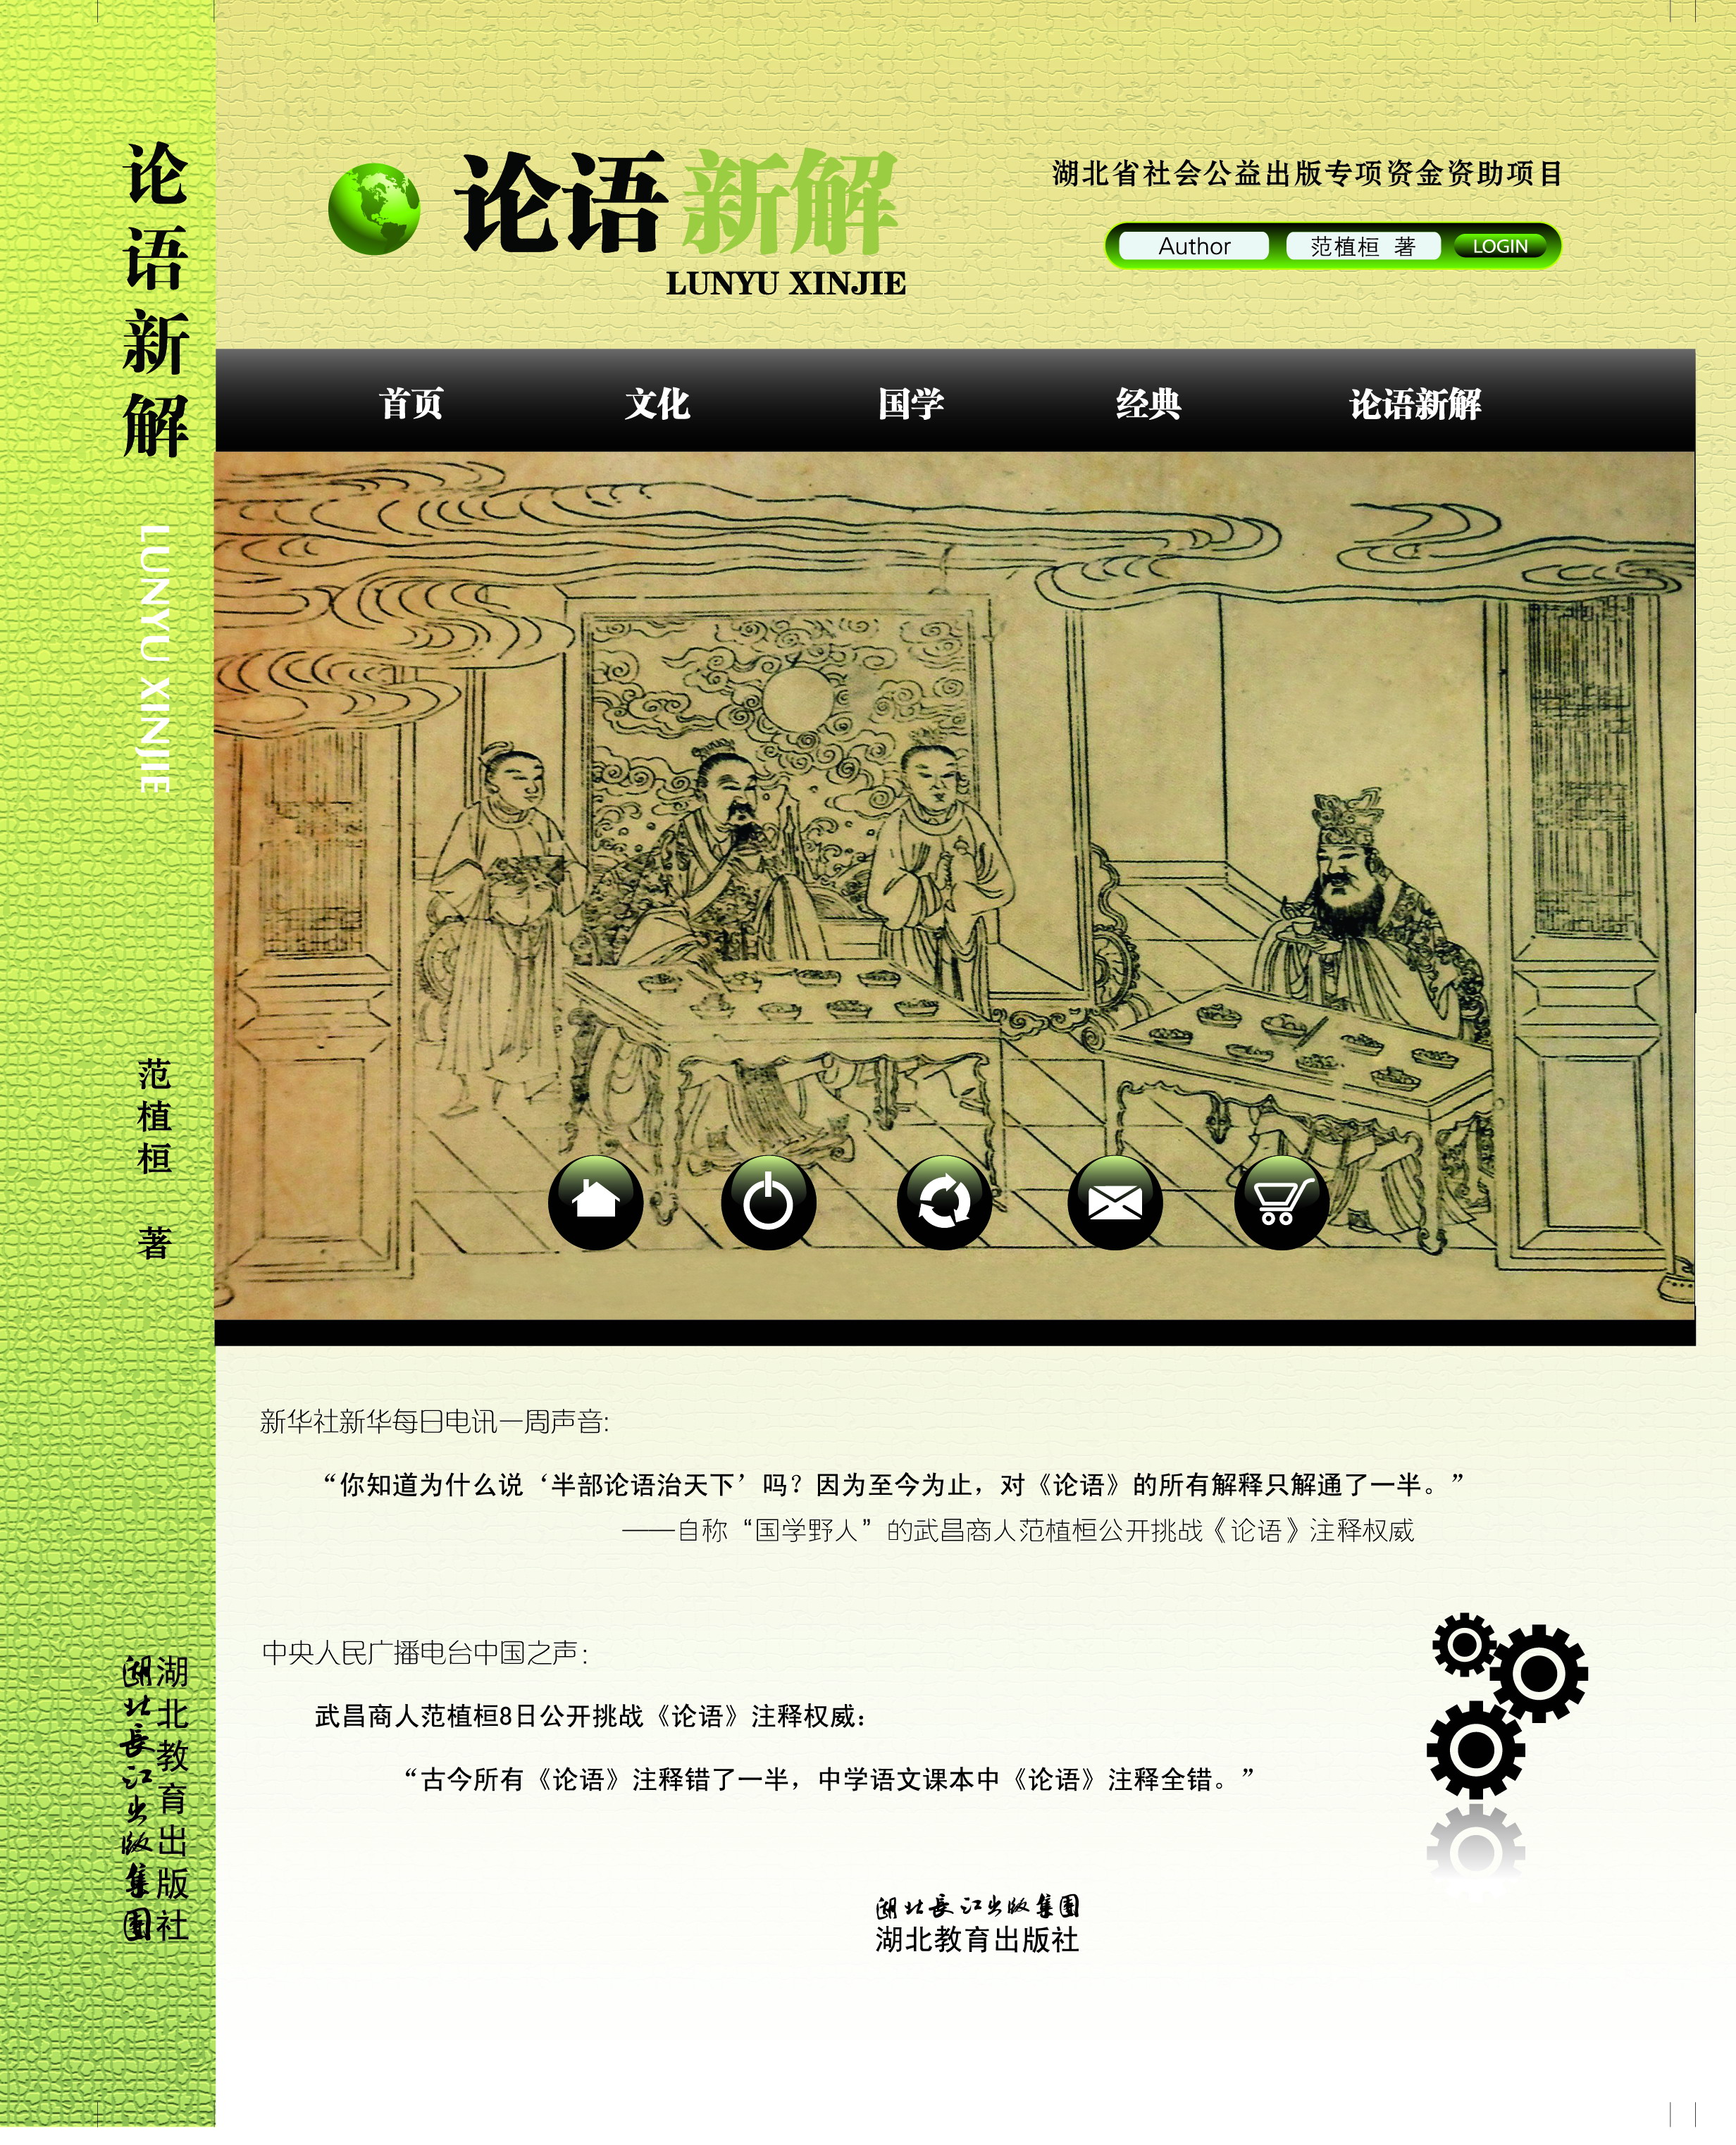 论语新解
LUNYU XINJIE
范植桓 著
湖北长江出版集团
湖北教育出版社
论语新解
LUNYU XINJIE
湖北省社会公益出版专项资金资助项目
Author 范植桓 著 LOGIN
首页 文化 国学 经典 论语新解
新华社新华每日电讯一周声音:
“你知道为什么说‘半部论语治天下’吗？因为至今为止，对《论语》的所有解释只解通了一半。”
——自称“国学野人”的武昌商人范植桓公开挑战《论语》注释权威
中央人民广播电台中国之声:
武昌商人范植桓8日公开挑战《论语》注释权威：
“古今所有《论语》注释错了一半，中学语文课本中《论语》注释全错。”
湖北長江出版集團
湖北教育出版社